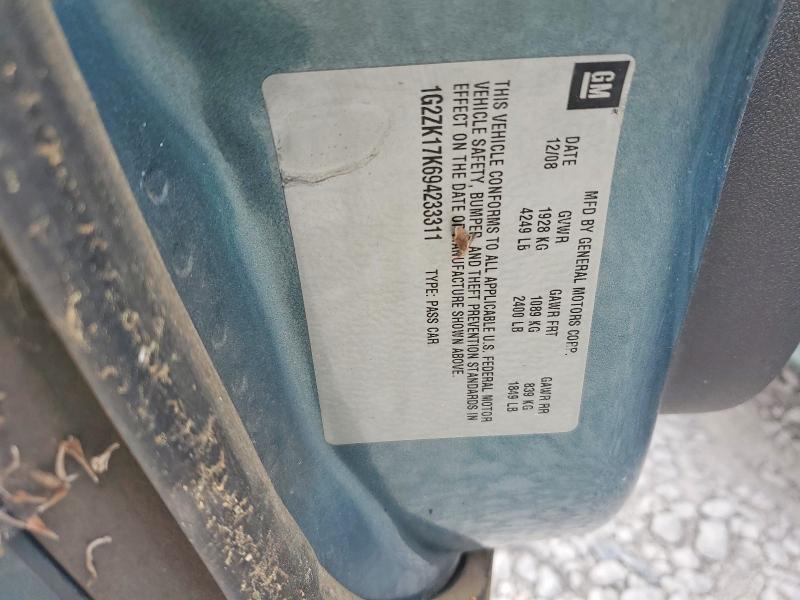 GM
MFD BY GENERAL MOTORS CORP.
DATE GVWR GAWR FRT GAWR RR
12/08 1928 KG 1089 KG 839 KG
4249 LB 2400 LB 1849 LB
THIS VEHICLE CONFORMS TO ALL APPLICABLE U.S. FEDERAL MOTOR
VEHICLE SAFETY, BUMPER, AND THEFT PREVENTION STANDARDS IN
EFFECT ON THE DATE OF MANUFACTURE SHOWN ABOVE.
1G2ZK17K694233311 TYPE: PASS CAR